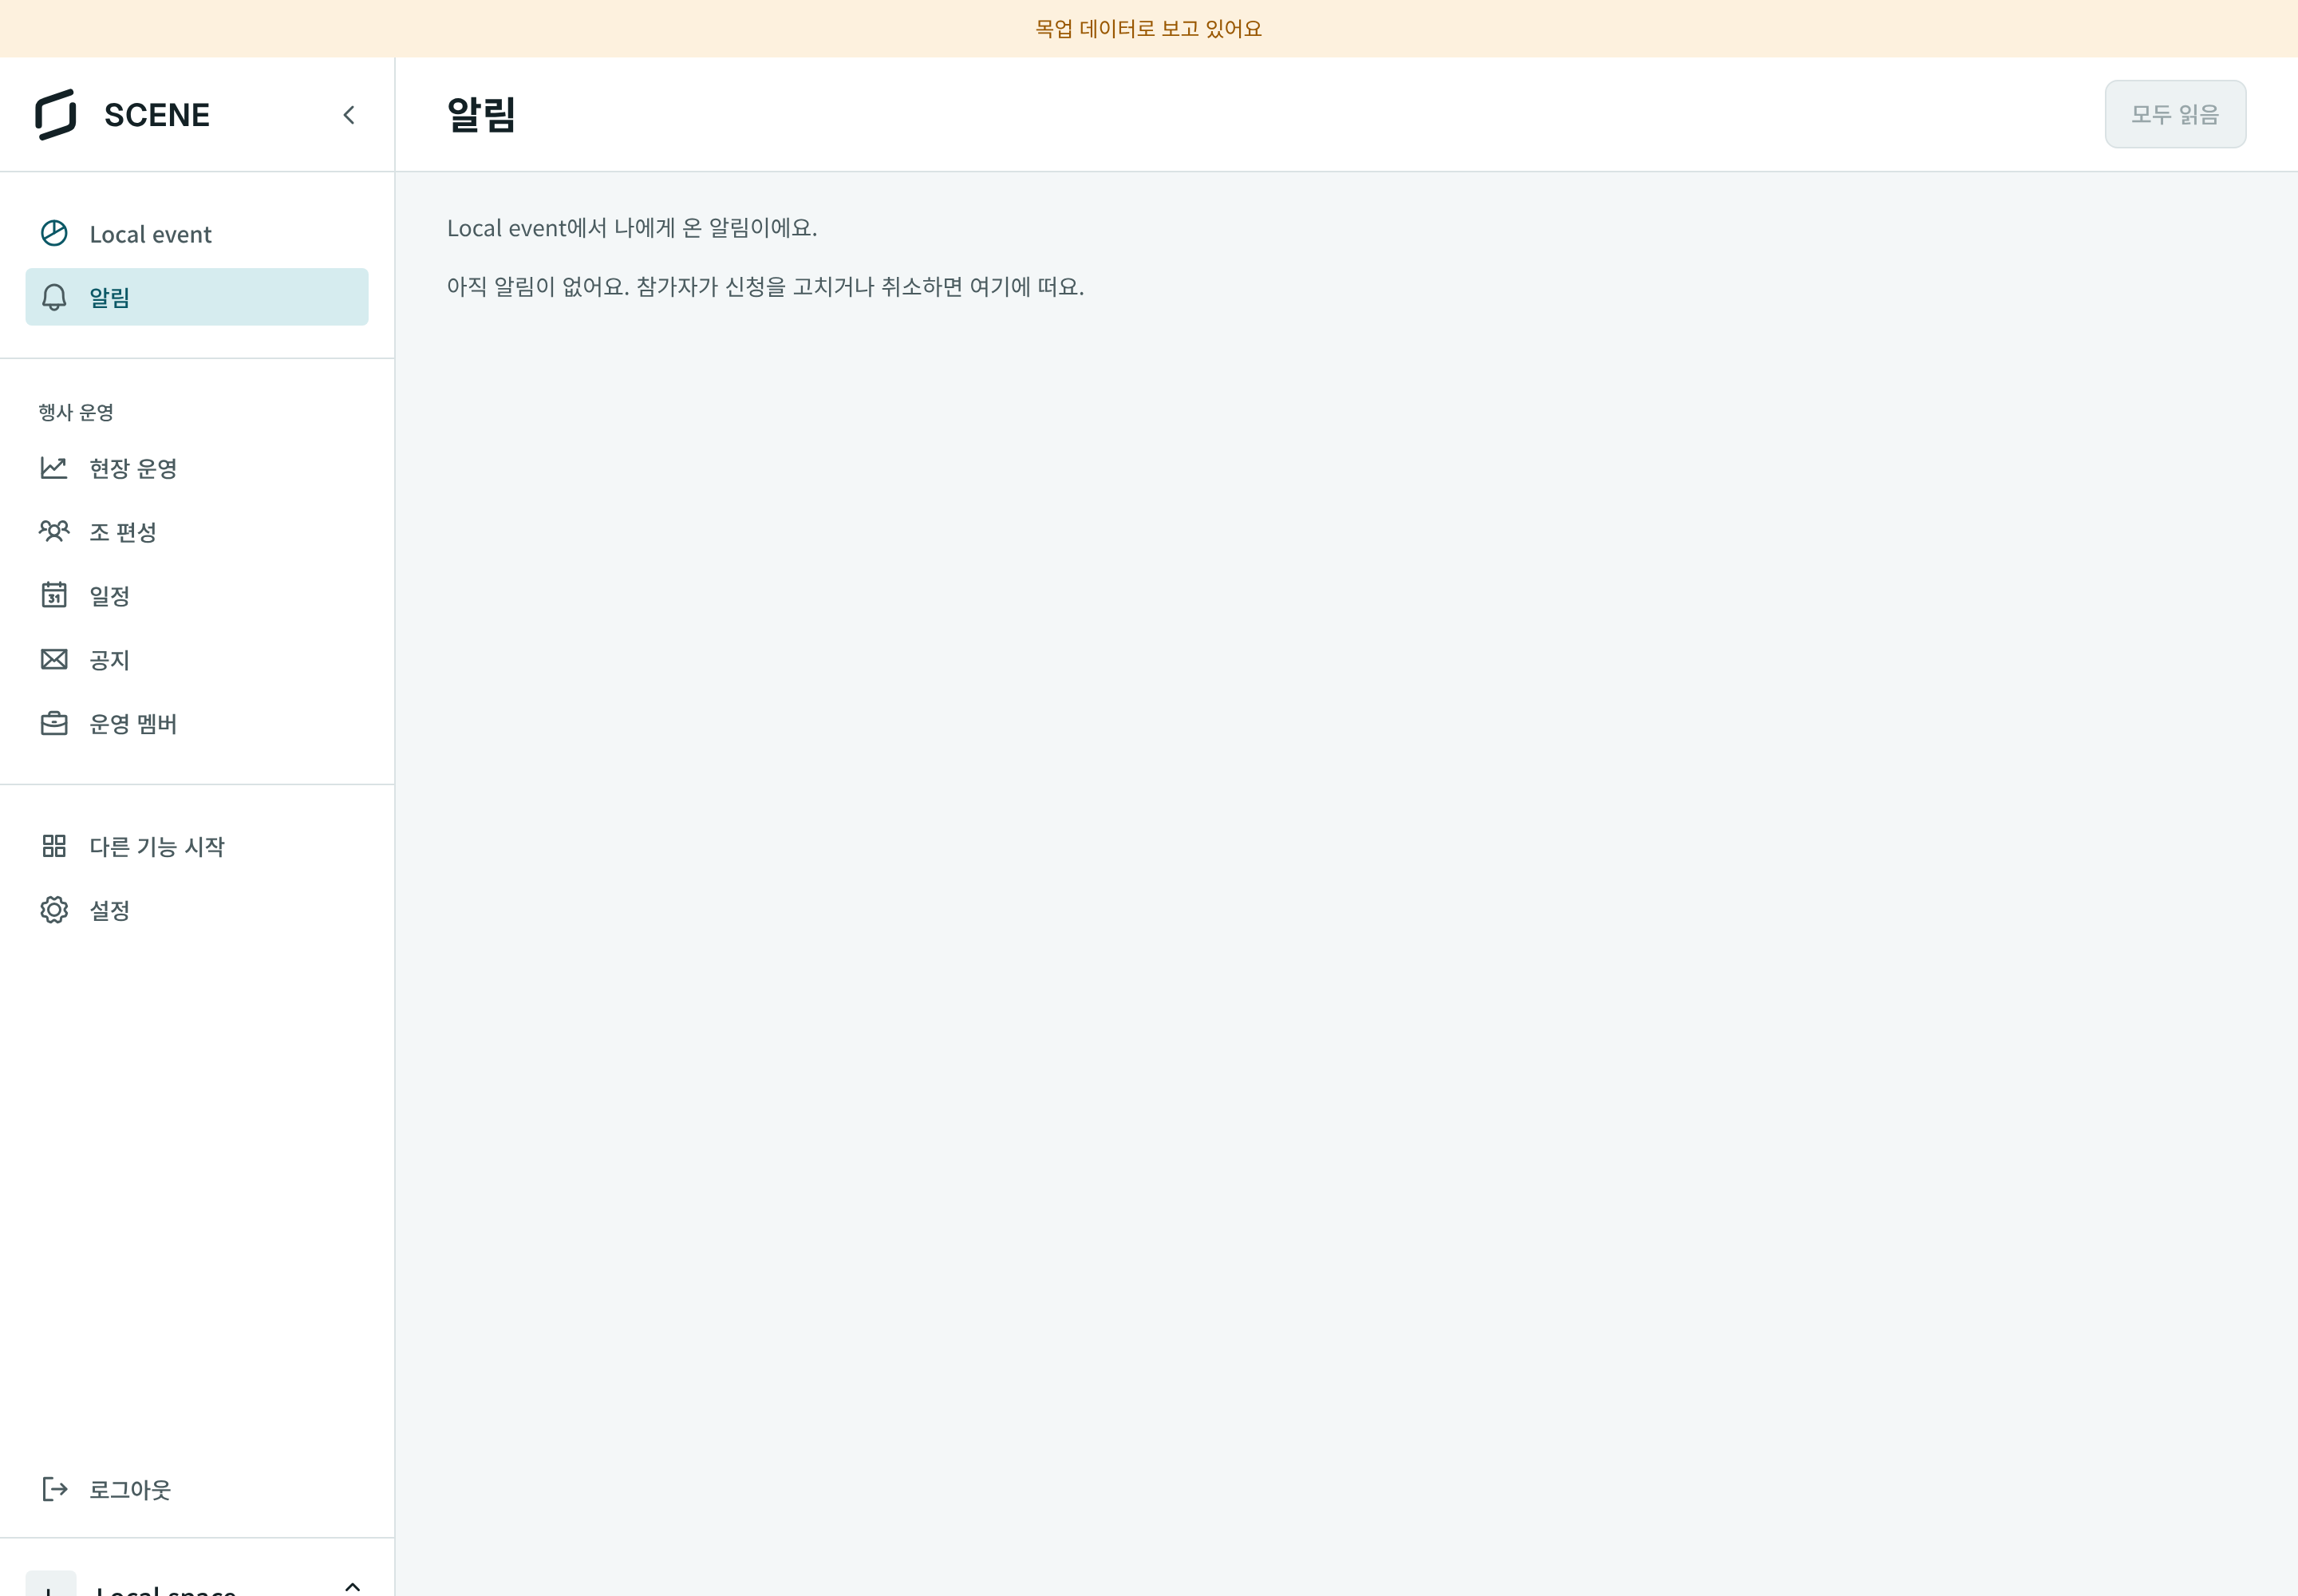 목업 데이터로 보고 있어요
SCENE
알림
모두 읽음
Local event
알림
Local event에서 나에게 온 알림이에요.
아직 알림이 없어요. 참가자가 신청을 고치거나 취소하면 여기에 떠요.
행사 운영
현장 운영
조 편성
31
일정
공지
운영 멤버
다른 기능 시작
설정
로그아웃
Local space